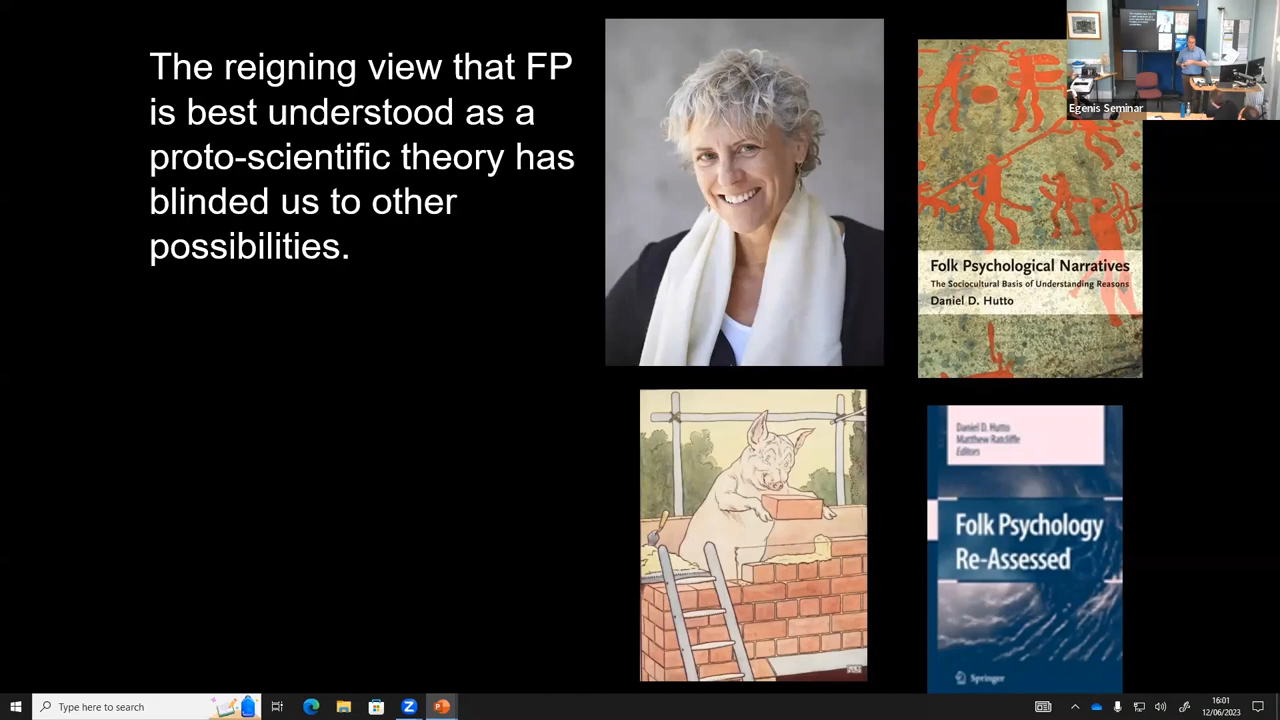 The reigning view that FP
is best understood as a
proto-scientific theory has
blinded us to other
possibilities.
Egenis Seminar
Folk Psychological Narratives
The Sociocultural Basis of Understanding Reasons
Daniel D. Hutto
Daniel D. Hutto
Matthew Ratcliffe
Editors
Folk Psychology
Re-Assessed
Springer
Type here to search
16:01
12/06/2023